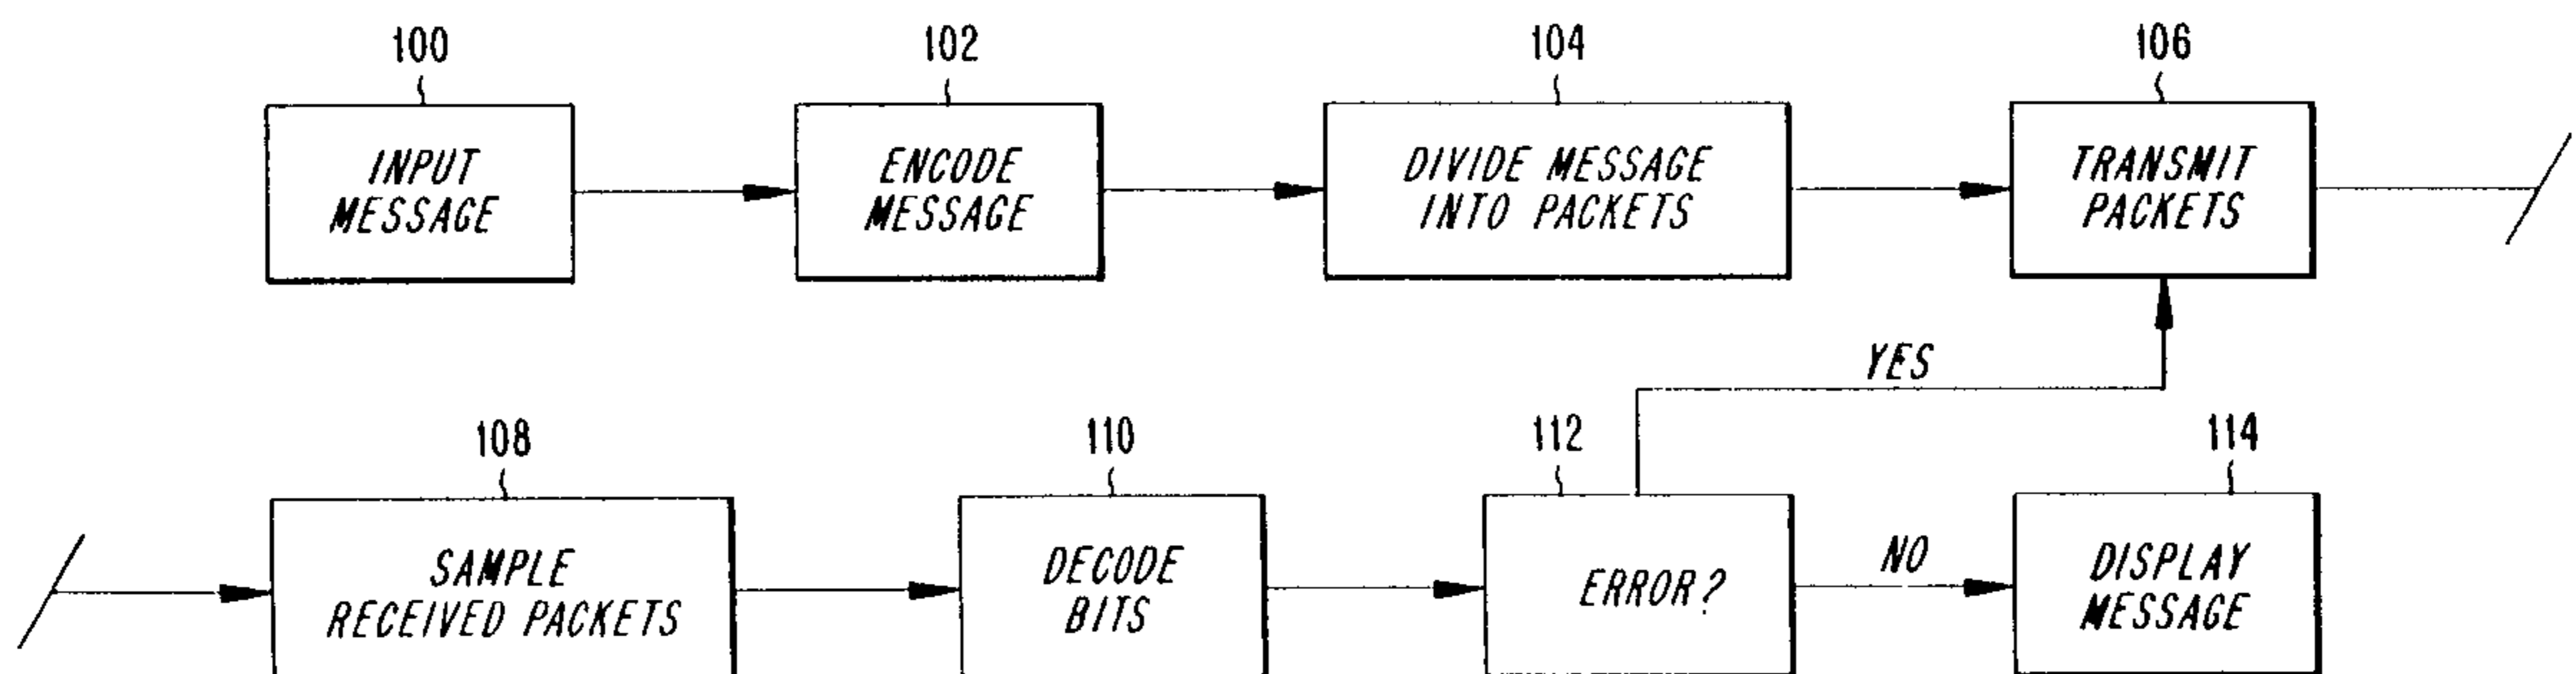 100
102
104
106
INPUT
MESSAGE
ENCODE
MESSAGE
DIVIDE MESSAGE
INTO PACKETS
TRANSMIT
PACKETS
YES
108
110
112
114
SAMPLE
RECEIVED PACKETS
DECODE
BITS
ERROR?
NO
DISPLAY
MESSAGE